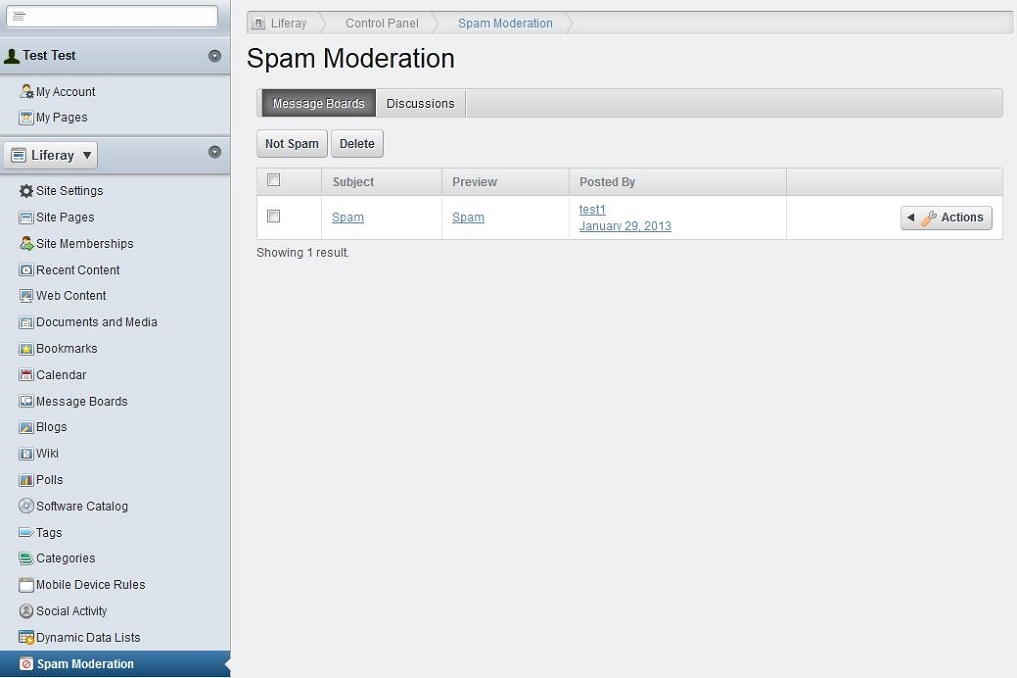 Test Test
My Account
My Pages
Liferay
Site Settings
Site Pages
Site Memberships
Recent Content
Web Content
Documents and Media
Bookmarks
Calendar
Message Boards
Blogs
Wiki
Polls
Software Catalog
Tags
Categories
Mobile Device Rules
Social Activity
Dynamic Data Lists
Spam Moderation
Liferay Control Panel Spam Moderation
Spam Moderation
Message Boards Discussions
Not Spam Delete
Subject Preview Posted By
Spam Spam test1
January 29, 2013
Actions
Showing 1 result.